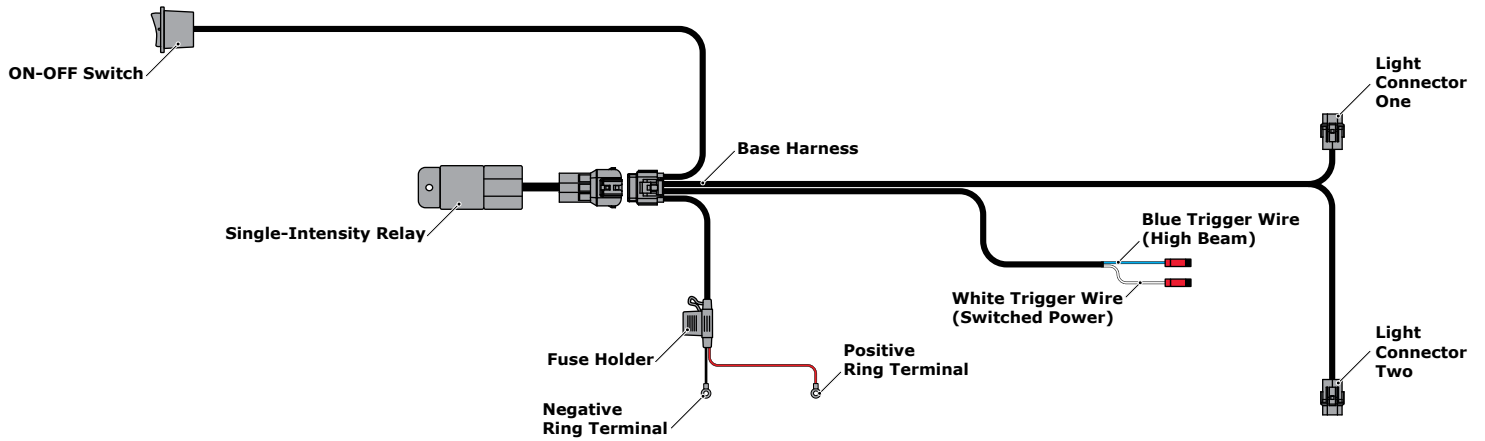 ON-OFF Switch
Light
Connector
One
Base Harness
Single-Intensity Relay
Blue Trigger Wire
(High Beam)
White Trigger Wire
(Switched Power)
Fuse Holder
Positive
Ring Terminal
Negative
Ring Terminal
Light
Connector
Two